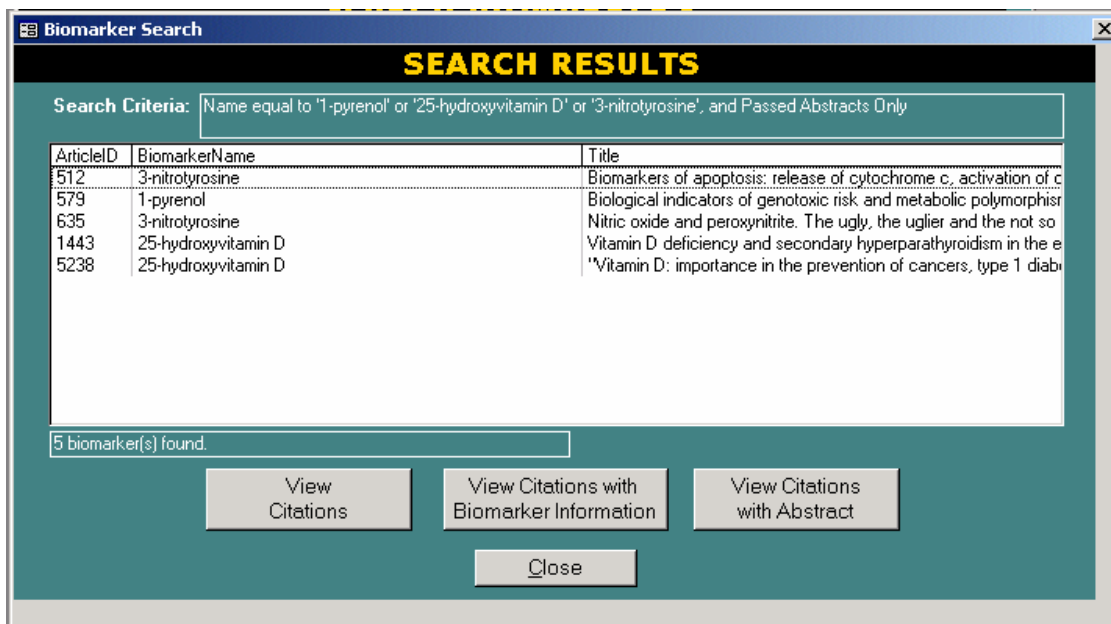 Biomarker Search
SEARCH RESULTS
Search Criteria: Name equal to '1-pyrenol' or '25-hydroxyvitamin D' or '3-nitrotyrosine', and Passed Abstracts Only
ArticleID BiomarkerName Title
512 3-nitrotyrosine Biomarkers of apoptosis: release of cytochrome c, activation of c
579 1-pyrenol Biological indicators of genotoxic risk and metabolic
635 3-nitrotyrosine Nitric oxide and peroxynitrite. The ugly, the uglier and the not so
1443 25-hydroxyvitamin D Vitamin D deficiency and secondary hyperparathyroidism in the e
5238 25-hydroxyvitamin D "Vitamin D: importance in the prevention of cancers, type 1
5 biomarker(s) found.
View
Citations
View Citations with
Biomarker Information
View Citations
with Abstract
Close